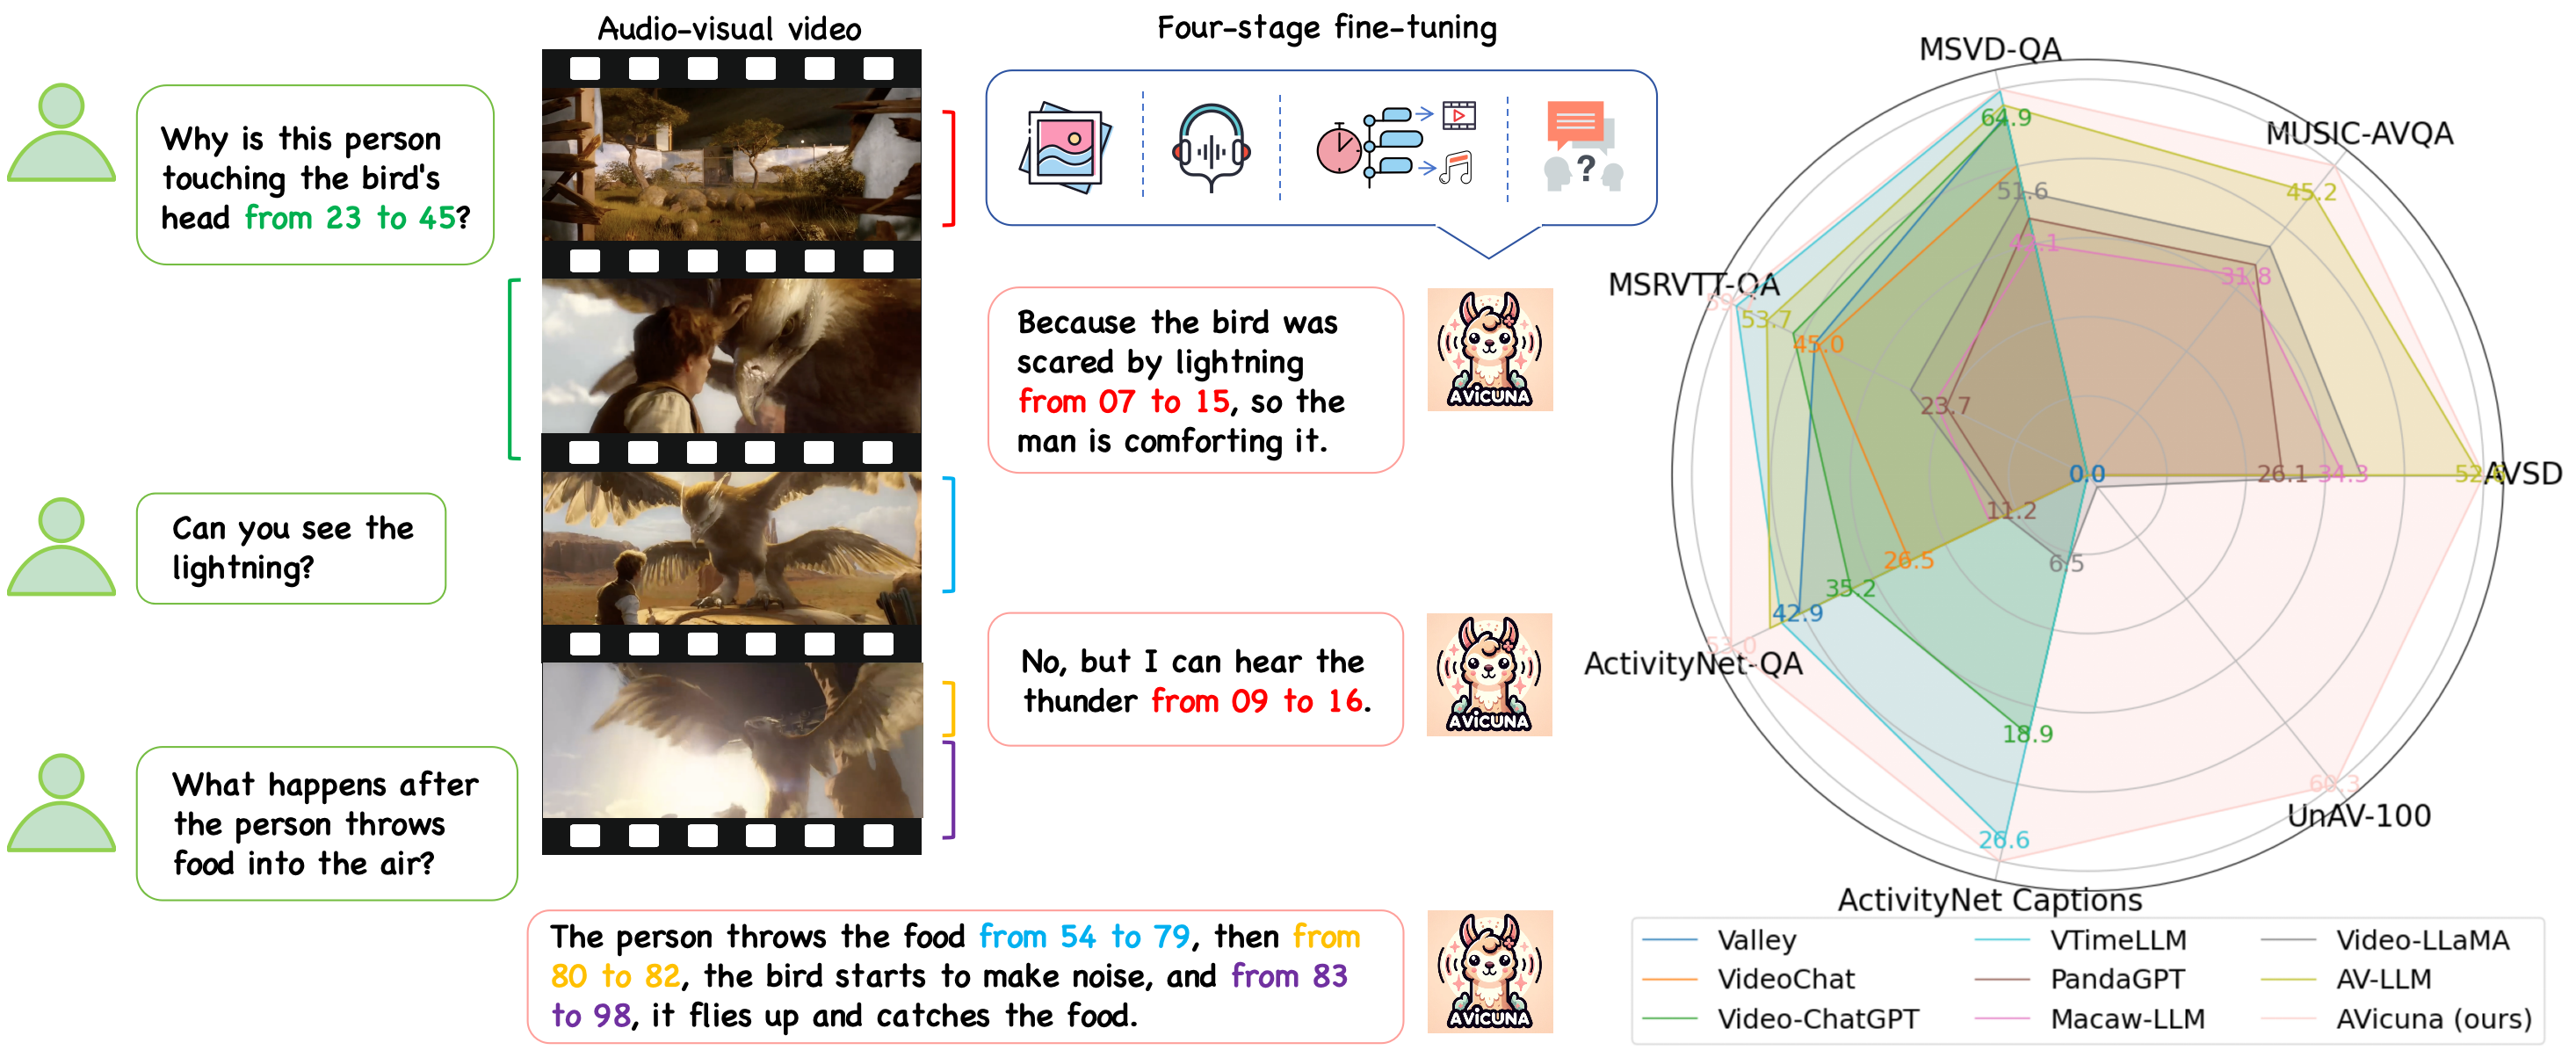 Audio-visual video
Four-stage fine-tuning
Why is this person
touching the bird's
head from 23 to 45?
?
Because the bird was
scared by lightning
from 07 to 15, so the
man is comforting it.
AViCUNA
Can you see the
lightning?
No, but I can hear the
thunder from 09 to 16.
AViCUNA
What happens after
the person throws
food into the air?
The person throws the food from 54 to 79, then from
80 to 82, the bird starts to make noise, and from 83
to 98, it flies up and catches the food.
AViCUNA
MSVD-QA
64.9
51.6
42.1
MUSIC-AVQA
45.2
31.8
MSRVTT-QA
53.7
45.0
23.7
AVSD
0.0
26.1
34.3
52.6
11.2
26.5
35.2
42.9
53.0
ActivityNet-QA
6.5
18.9
26.6
ActivityNet Captions
60.3
UnAV-100
Valley
VideoChat
Video-ChatGPT
VTimeLLM
PandaGPT
Macaw-LLM
Video-LLaMA
AV-LLM
AVicuna (ours)